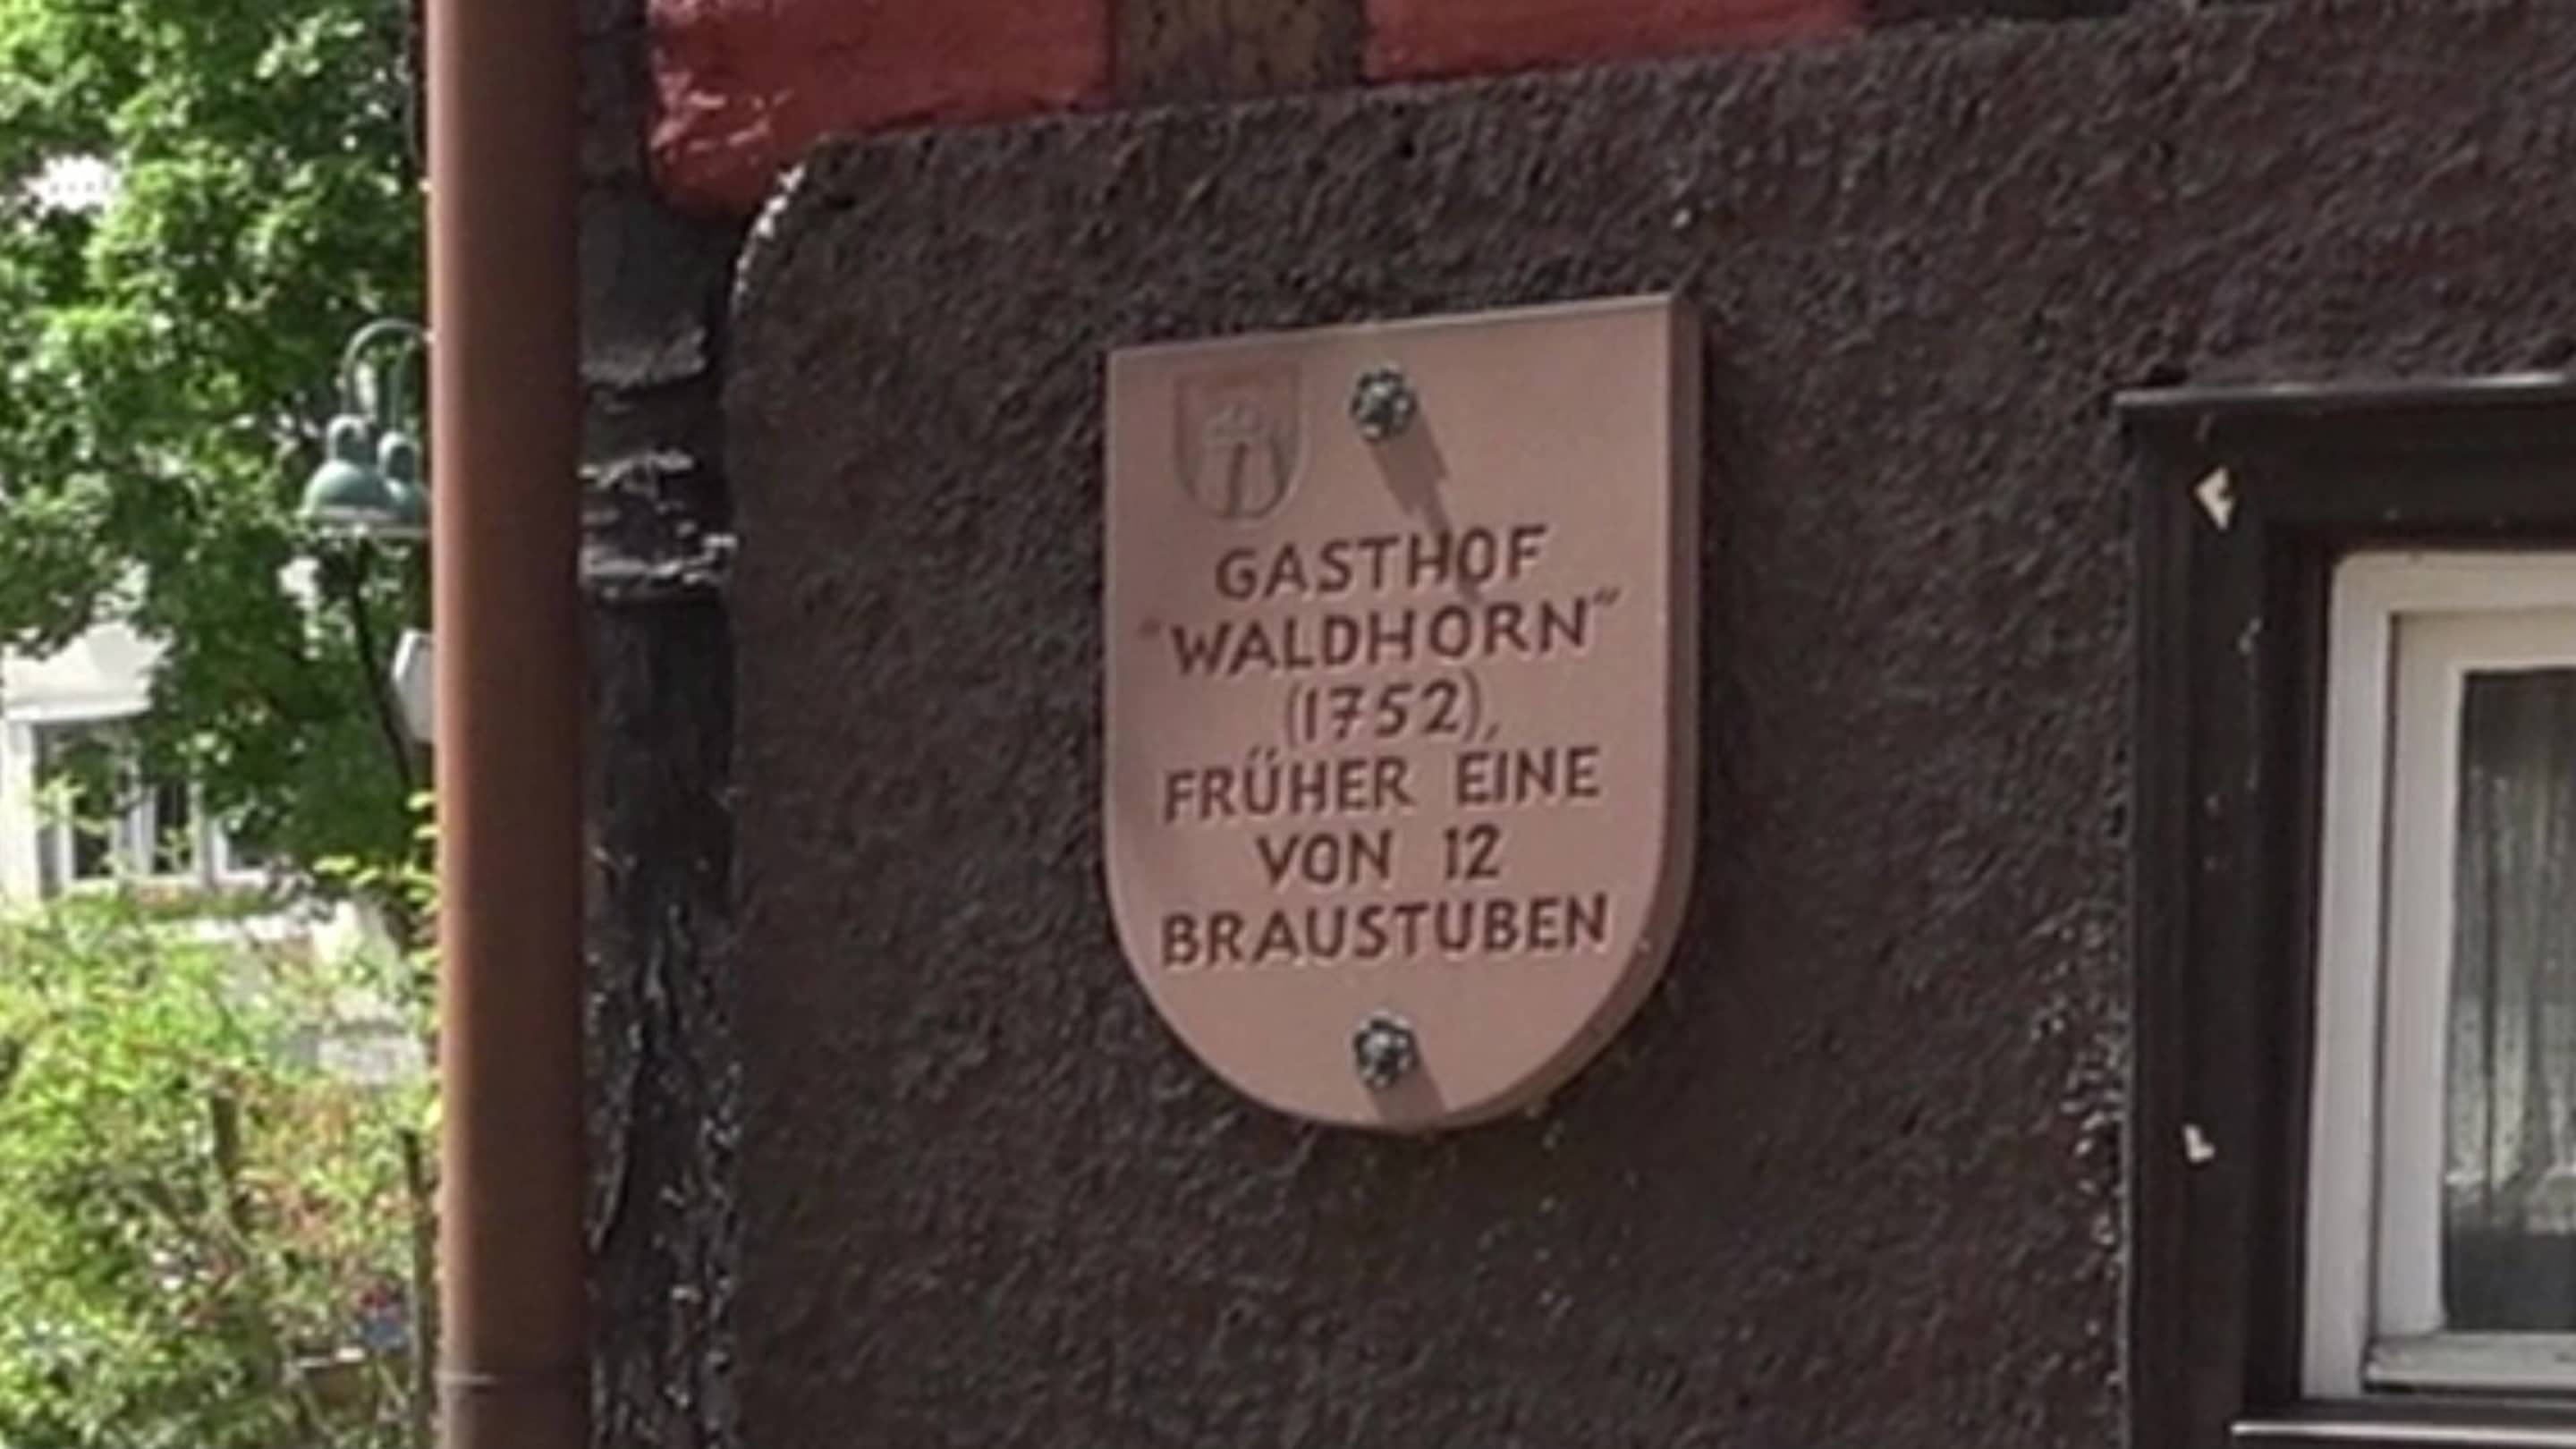 GASTHOF
"WALDHORN"
(1752),
FRÜHER EINE
VON 12
BRAUSTUBEN